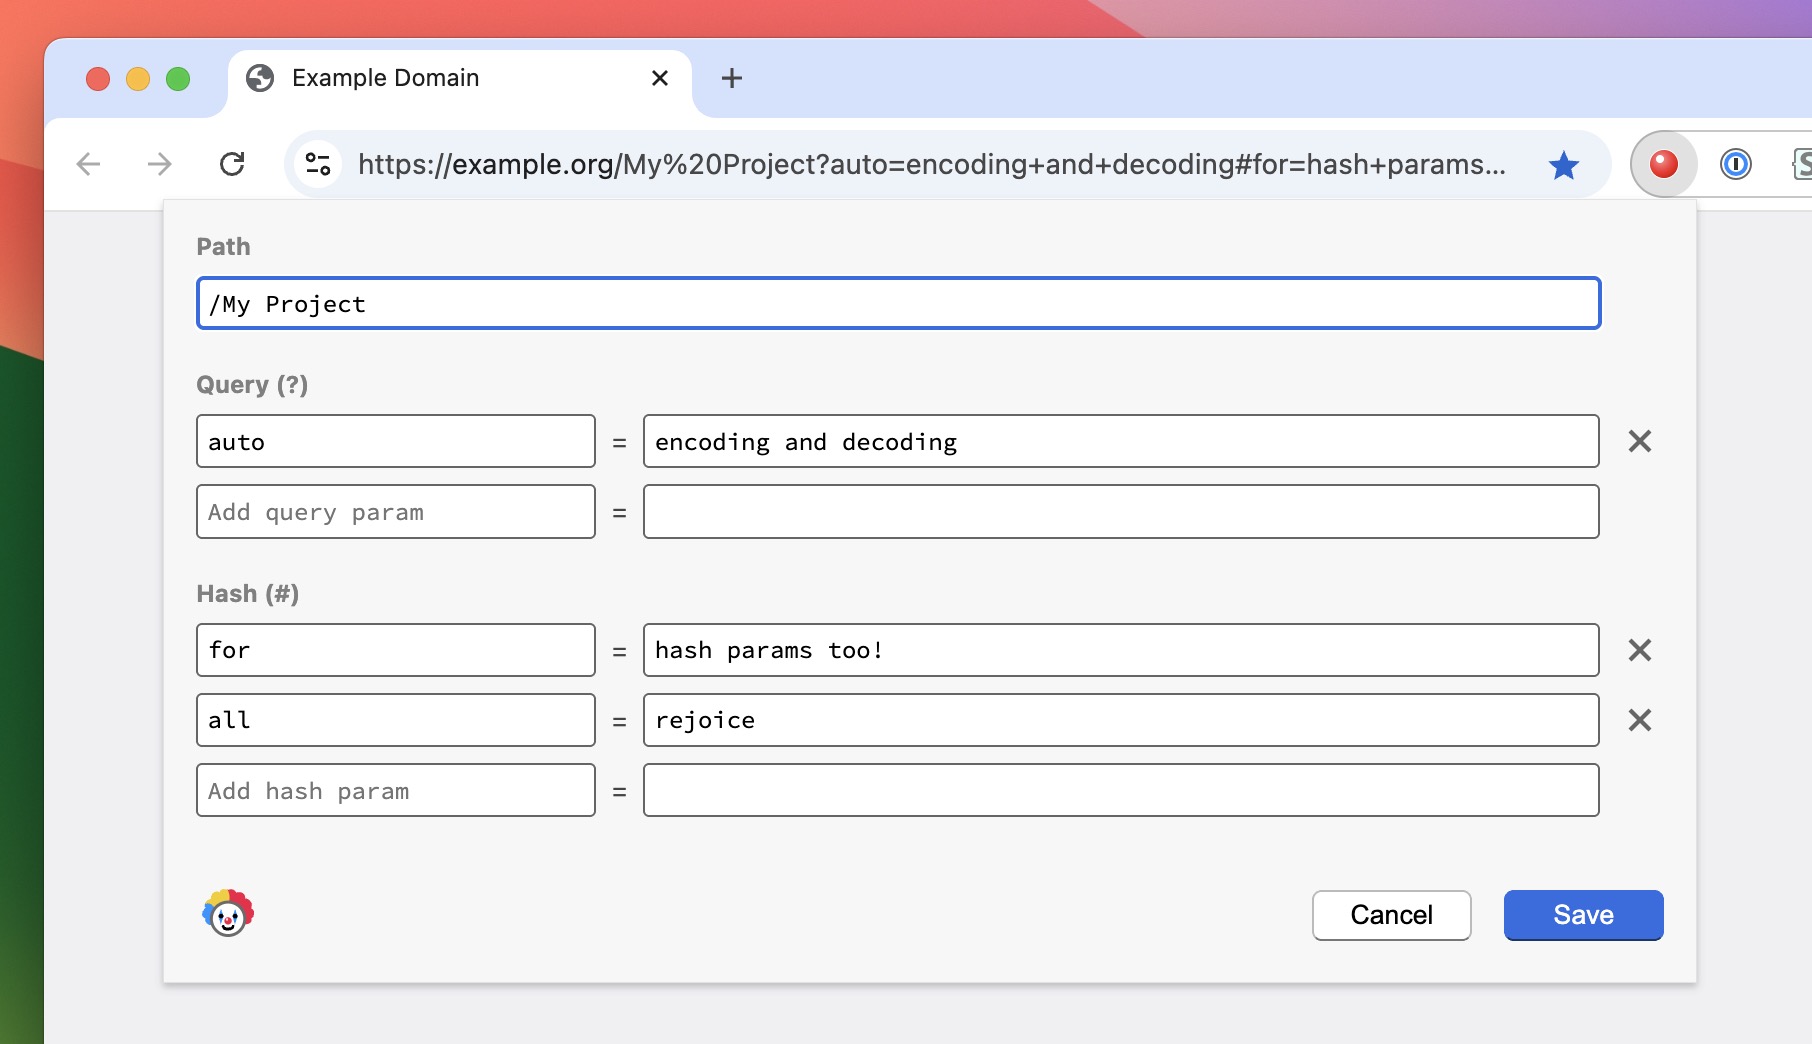 Example Domain
https://example.org/My%20Project?auto=encoding+and+decoding#for=hash+params...
Path
/My Project
Query (?)
auto = encoding and decoding
Add query param =
Hash (#)
for = hash params too!
all = rejoice
Add hash param =
Cancel Save